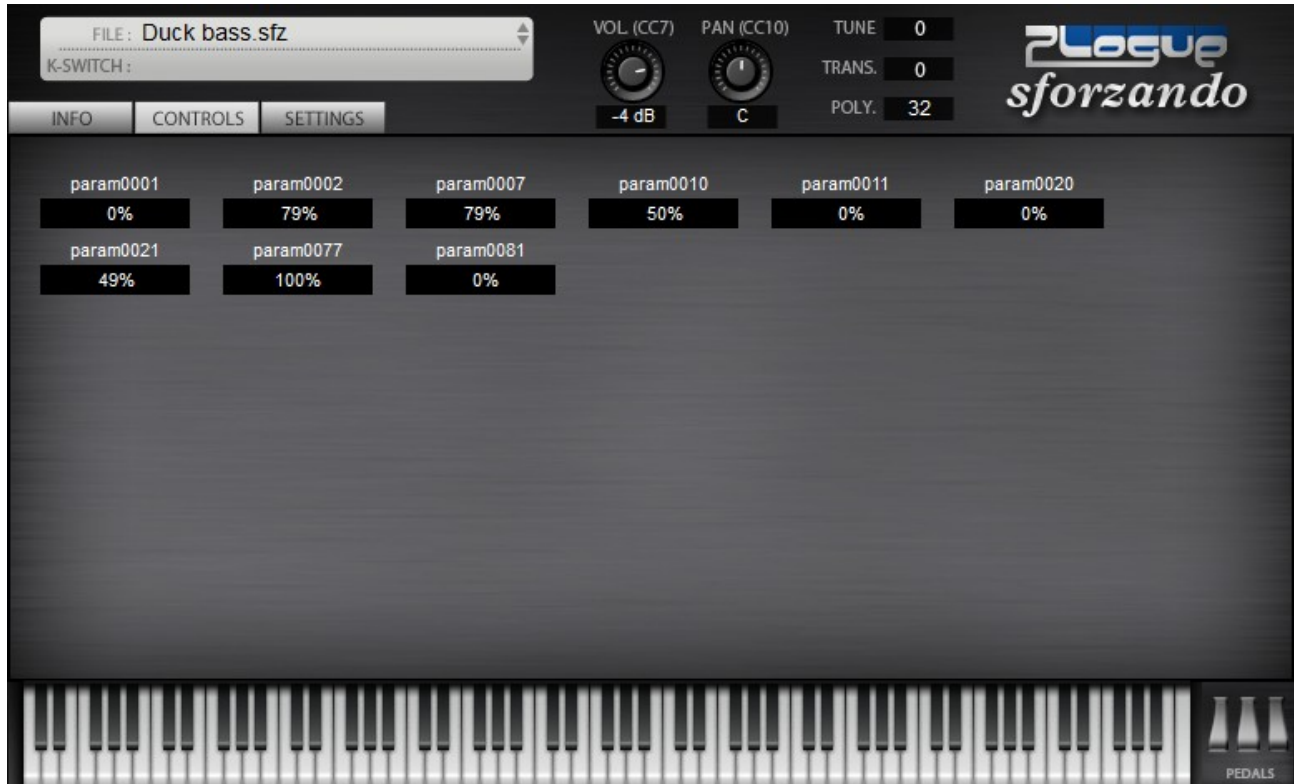 FILE: Duck bass.sfz
K-SWITCH:
VOL. (CC7) PAN (CC10)
-4 dB C
TUNE 0
TRANS. 0
POLY. 32
Plogue
sforzando
INFO CONTROLS SETTINGS
param0001 param0002 param0007 param0010 param0011 param0020
0% 79% 79% 50% 0% 0%
param0021 param0077 param0081
49% 100% 0%
PEDALS